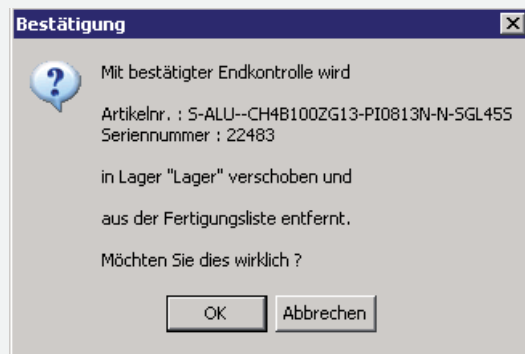 Bestätigung
Mit bestätigter Endkontrolle wird
Artikelnr. : S-ALU--CH4B100ZG13-PI0813N-N-SGL45S
Seriennummer : 22483
in Lager "Lager" verschoben und
aus der Fertigungsliste entfernt.
Möchten Sie dies wirklich ?
OK Abbrechen